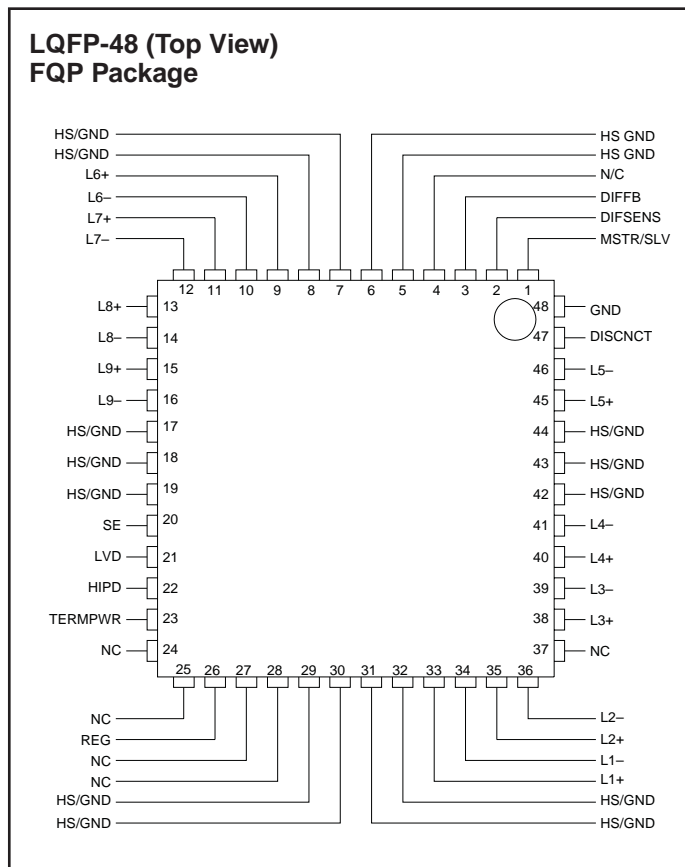 LQFP-48 (Top View)
FQP Package
HS/GND
HS/GND
L6+
L6–
L7+
L7–
HS GND
HS GND
N/C
DIFFB
DIFSENS
MSTR/SLV
12 11 10 9 8 7 6 5 4 3 2 1
L8+ 13
L8– 14
L9+ 15
L9– 16
HS/GND 17
HS/GND 18
HS/GND 19
SE 20
LVD 21
HIPD 22
TERMPWR 23
NC 24
48 GND
47 DISCNCT
46 L5–
45 L5+
44 HS/GND
43 HS/GND
42 HS/GND
41 L4–
40 L4+
39 L3–
38 L3+
37 NC
25 26 27 28 29 30 31 32 33 34 35 36
NC
REG
NC
NC
HS/GND
HS/GND
L2–
L2+
L1–
L1+
HS/GND
HS/GND